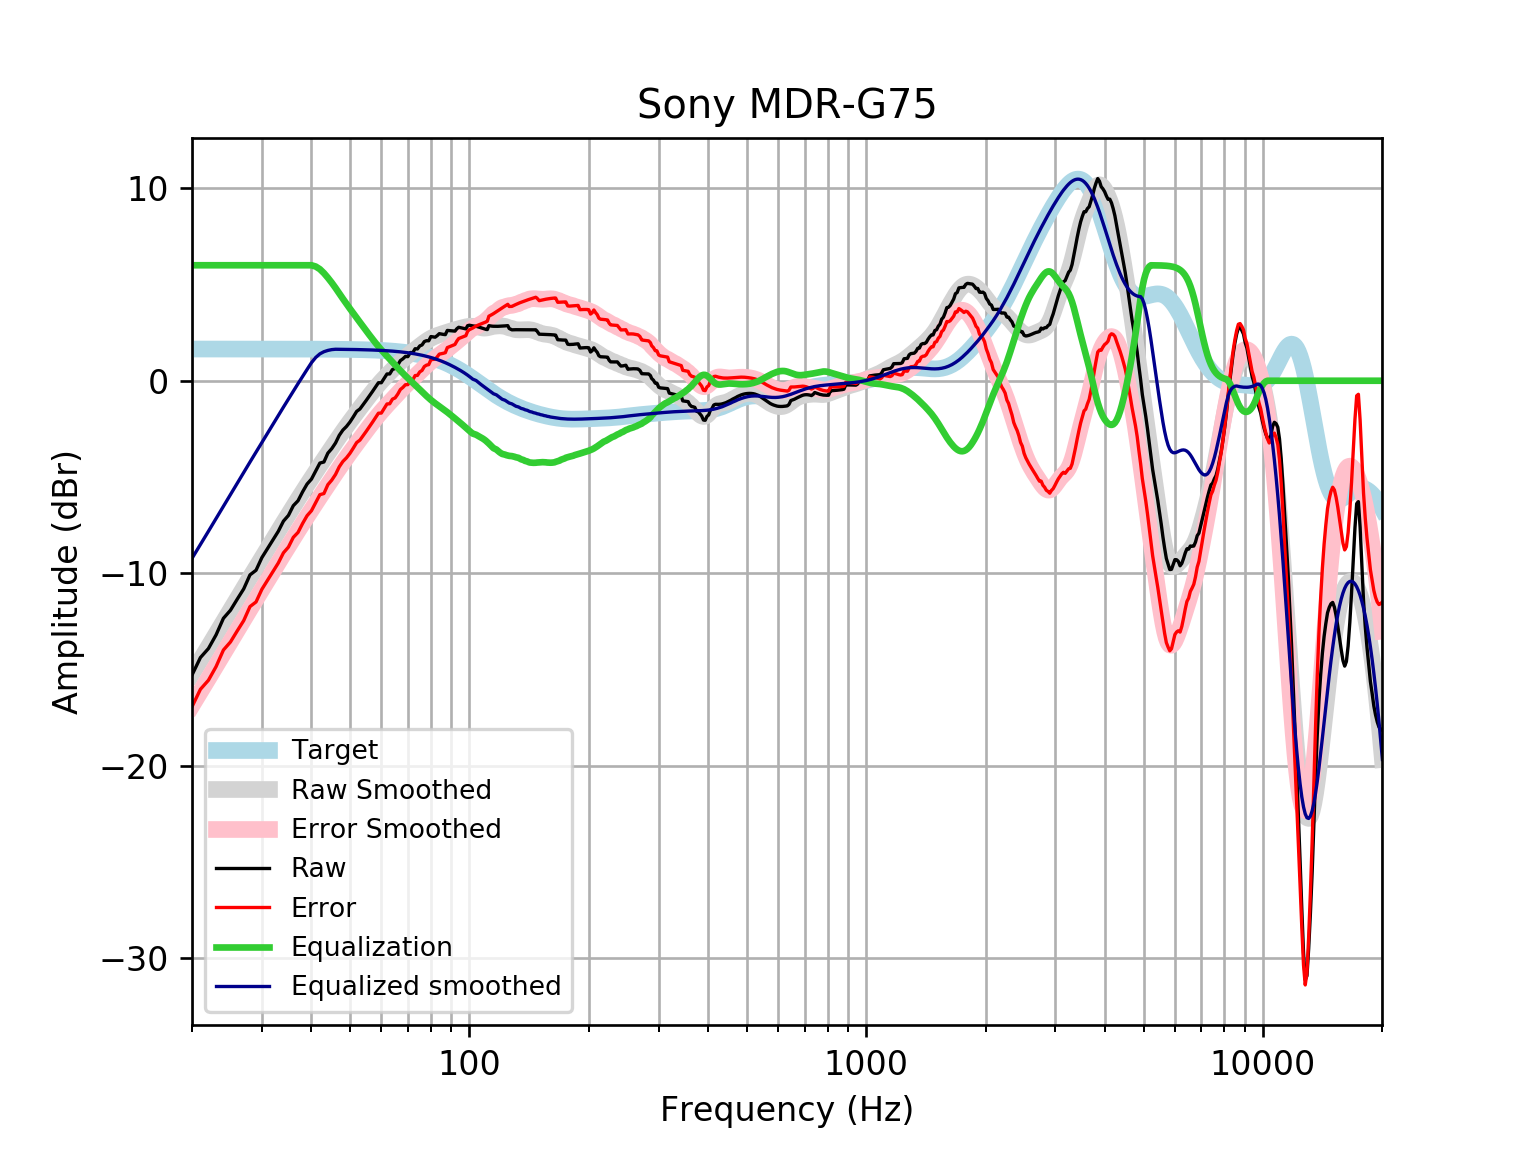 Sony MDR-G75
10
0
−10
−20
−30
Amplitude (dBr)
Target
Raw Smoothed
Error Smoothed
Raw
Error
Equalization
Equalized smoothed
100
1000
10000
Frequency (Hz)